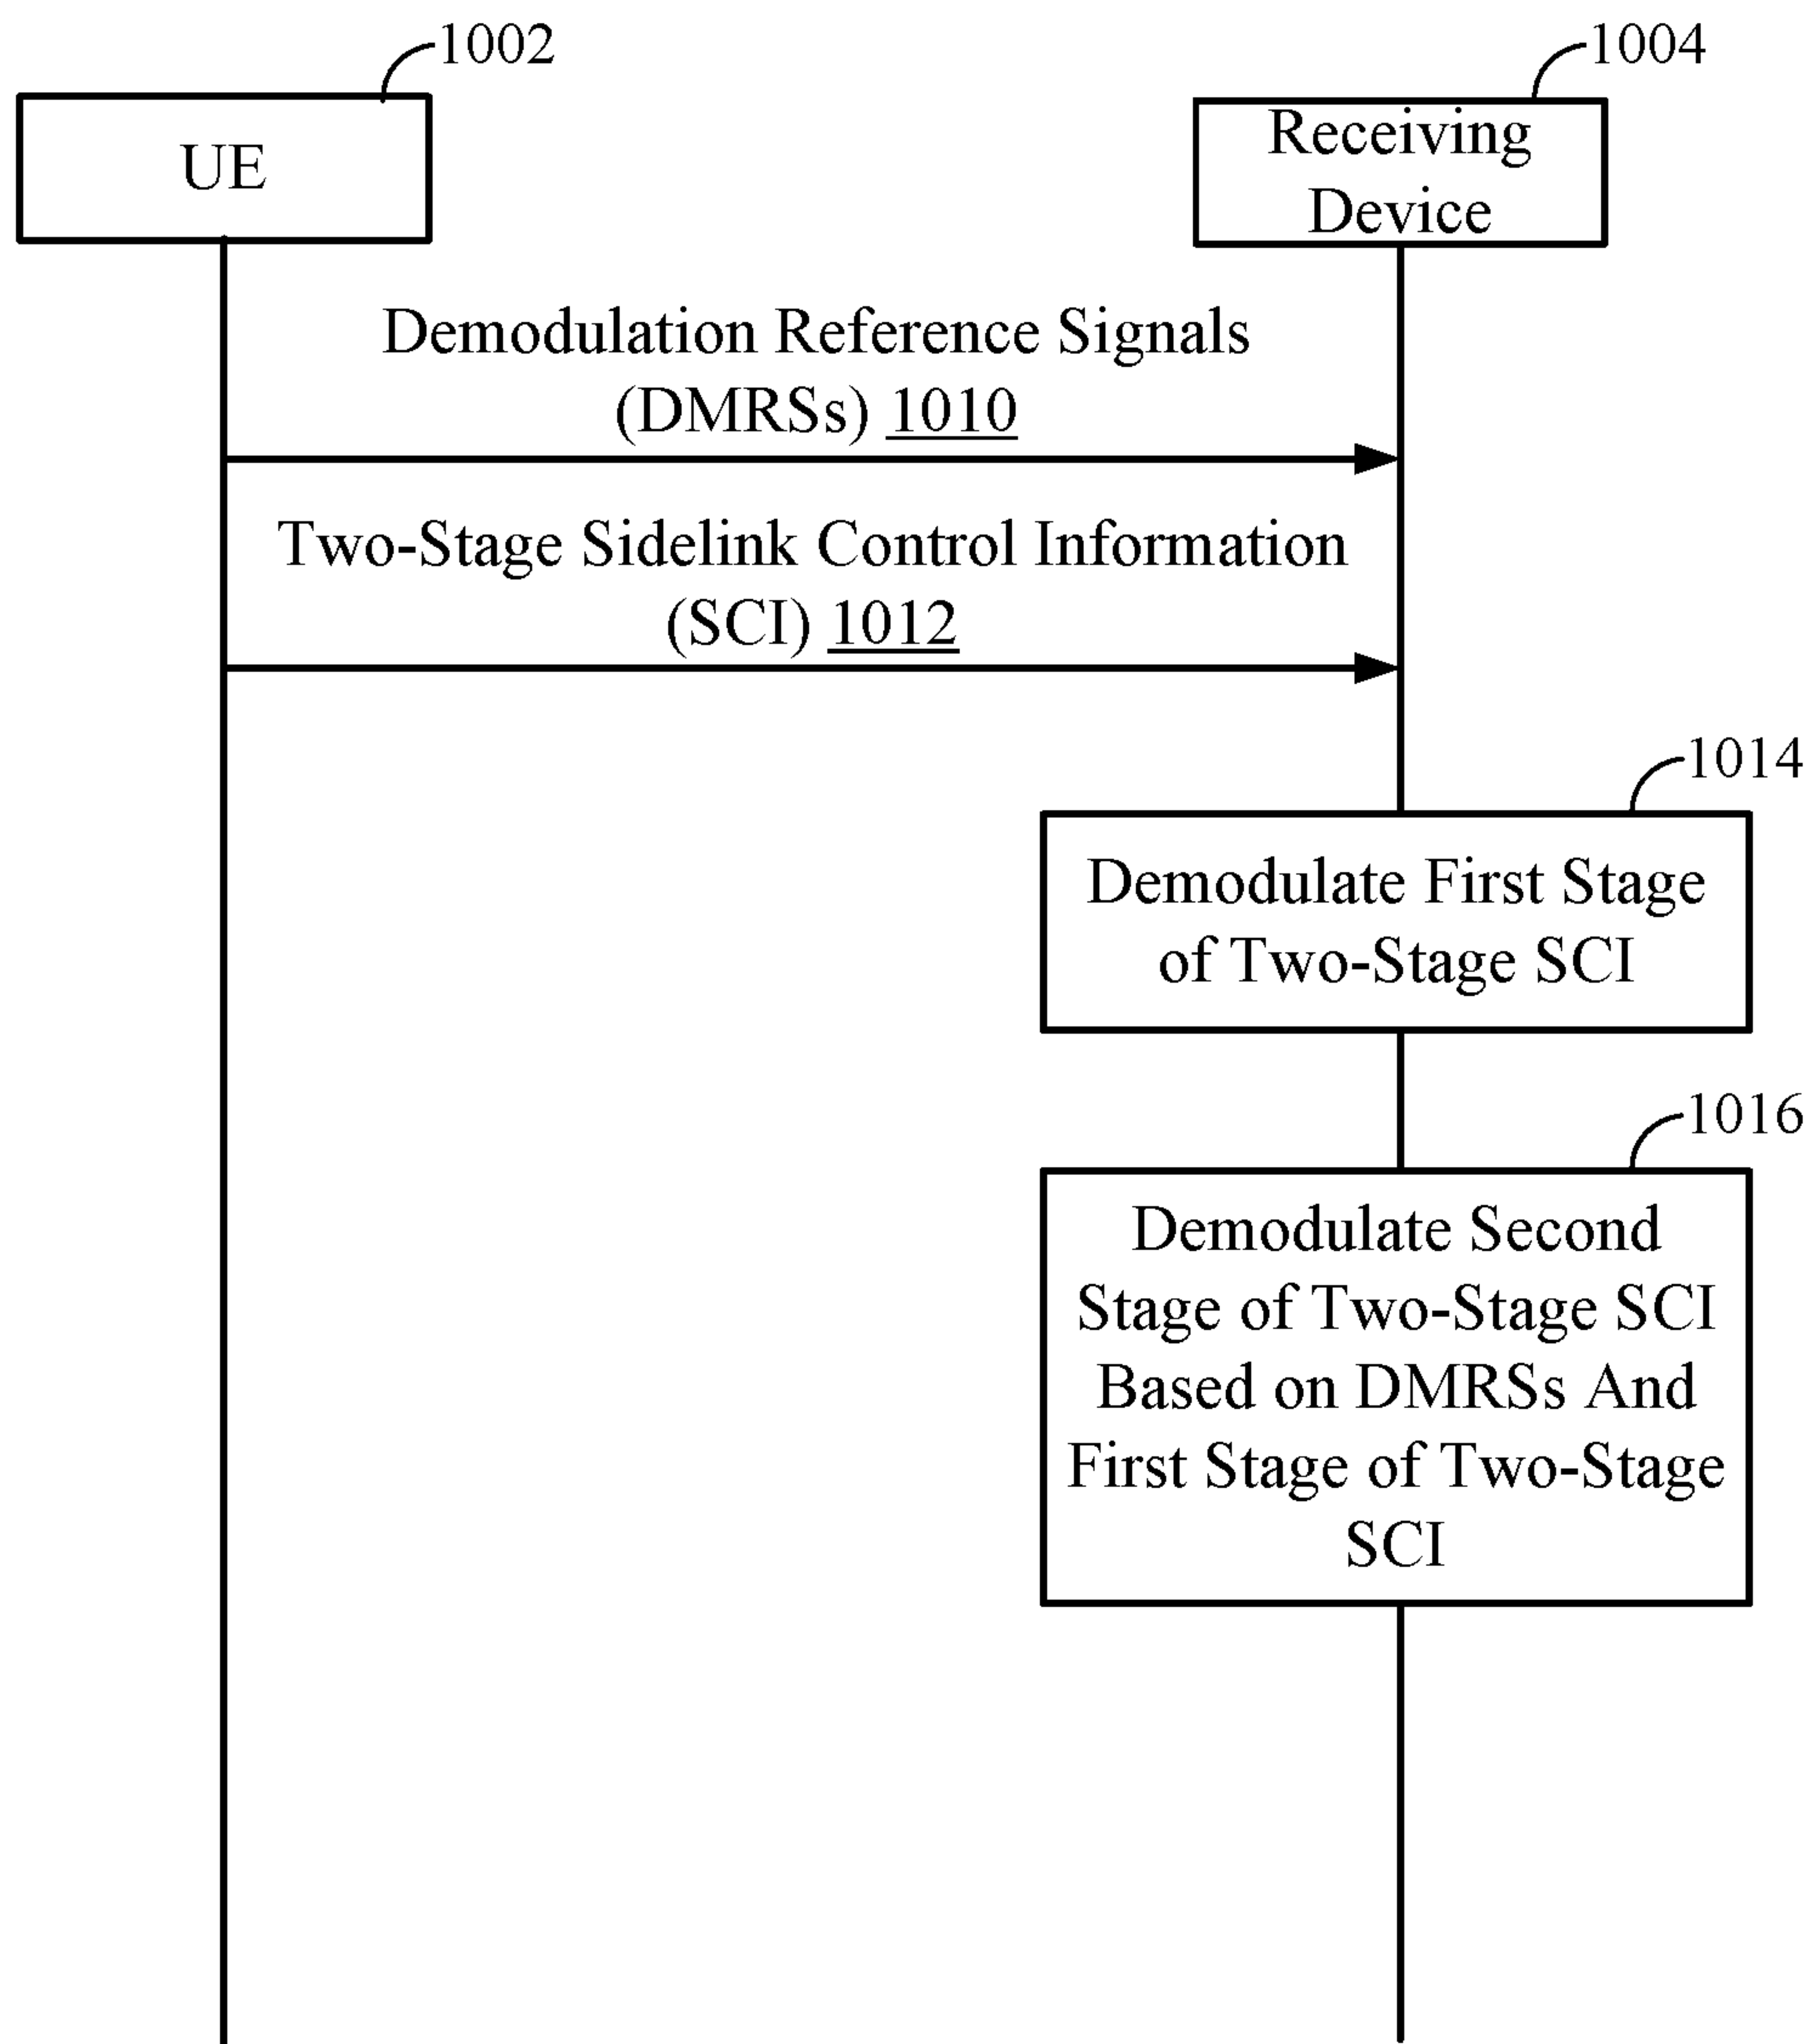 1002
1004
UE
Receiving
Device
Demodulation Reference Signals
(DMRSs) 1010
Two-Stage Sidelink Control Information
(SCI) 1012
1014
Demodulate First Stage
of Two-Stage SCI
1016
Demodulate Second
Stage of Two-Stage SCI
Based on DMRSs And
First Stage of Two-Stage
SCI